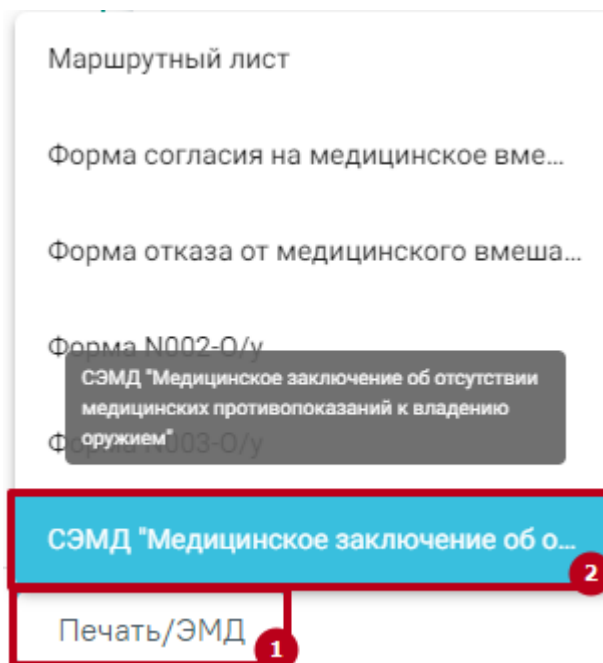 Маршрутный лист
Форма согласия на медицинское вме...
Форма отказа от медицинского вмеша...
Форма N002-О/у
СЭМД "Медицинское заключение об отсутствии
медицинских противопоказаний к владению
оружием"
Форма N003-О/у
СЭМД "Медицинское заключение об о...
2
Печать/ЭМД
1